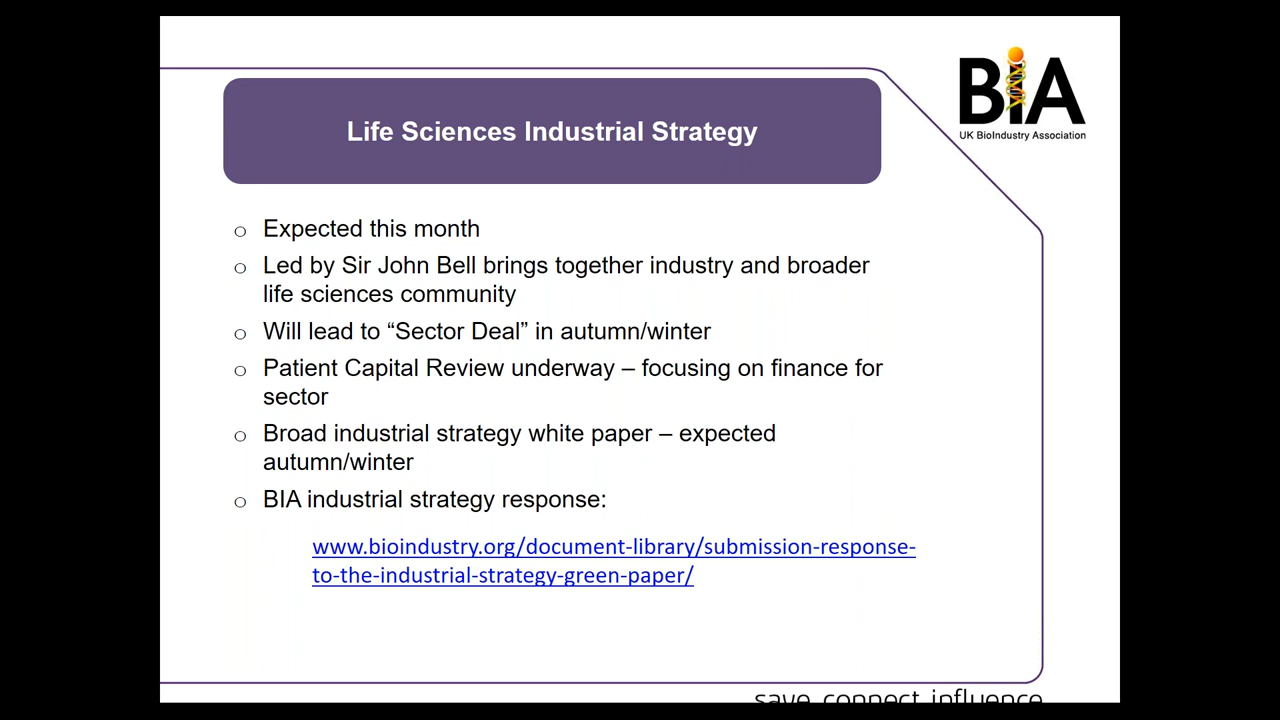 BIA
UK BioIndustry Association
Life Sciences Industrial Strategy
o Expected this month
o Led by Sir John Bell brings together industry and broader
life sciences community
o Will lead to “Sector Deal” in autumn/winter
o Patient Capital Review underway – focusing on finance for
sector
o Broad industrial strategy white paper – expected
autumn/winter
o BIA industrial strategy response:
www.bioindustry.org/document-library/submission-response-
to-the-industrial-strategy-green-paper/
save connect influence